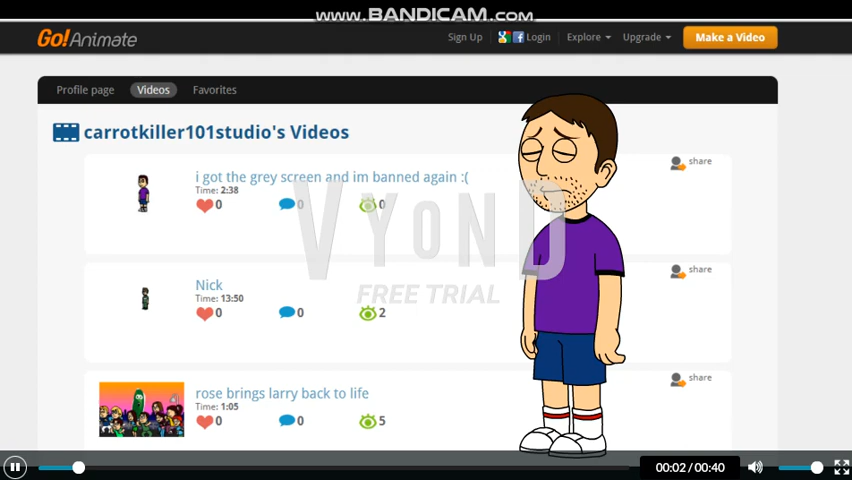 www.BANDICAM.com
Go!Animate
Sign Up
Login
Explore
Upgrade
Make a Video
Profile page
Videos
Favorites
carrotkiller101studio's Videos
i got the grey screen and im banned again :(
Time: 2:38
0
0
0
share
VYOND
FREE TRIAL
Nick
Time: 13:50
0
0
2
share
rose brings larry back to life
Time: 1:05
0
0
5
share
00:02 / 00:40